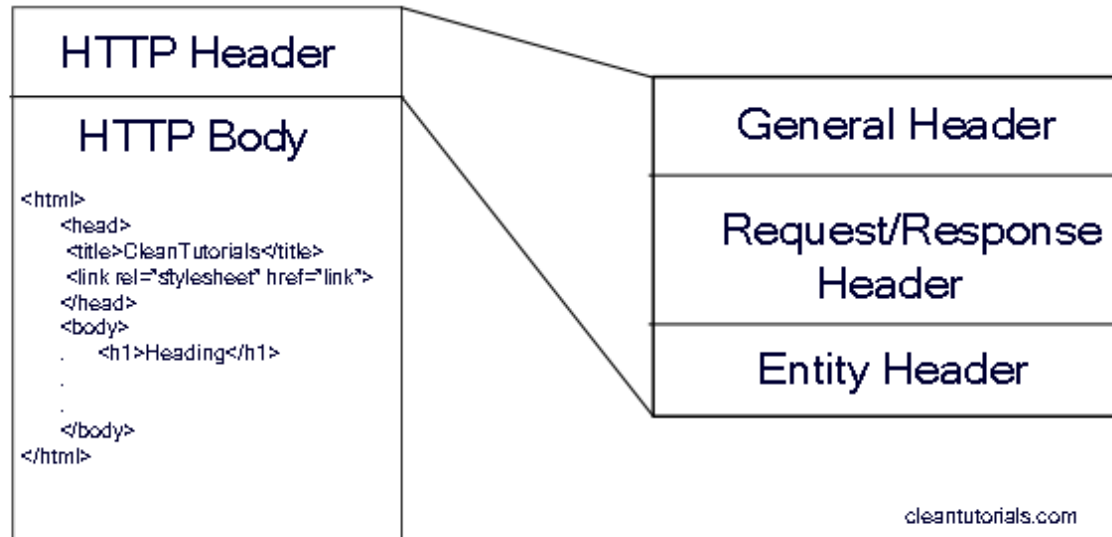 HTTP Header
HTTP Body
<html>
<head>
<title>CleanTutorials</title>
<link rel="stylesheet" href="link">
</head>
<body>
. <h1>Heading</h1>
.
.
</body>
</html>
General Header
Request/Response
Header
Entity Header
cleantutorials.com